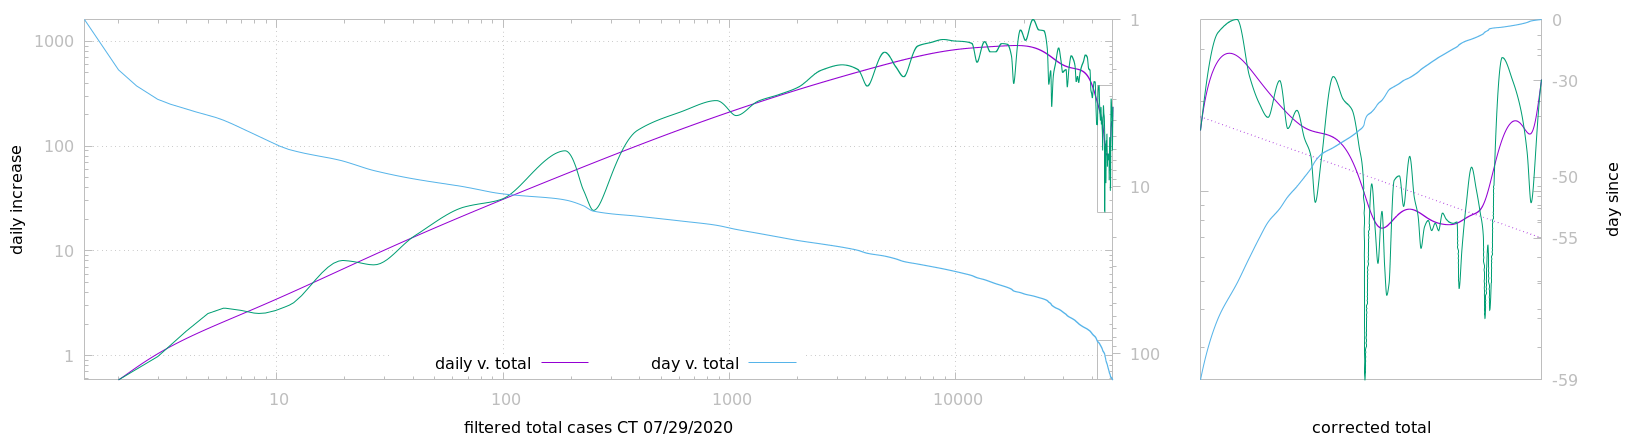 1000
100
10
1
daily increase
daily v. total
day v. total
10
100
1000
10000
filtered total cases CT 07/29/2020
1
10
100
0
-30
-50
-55
-59
day since
corrected total